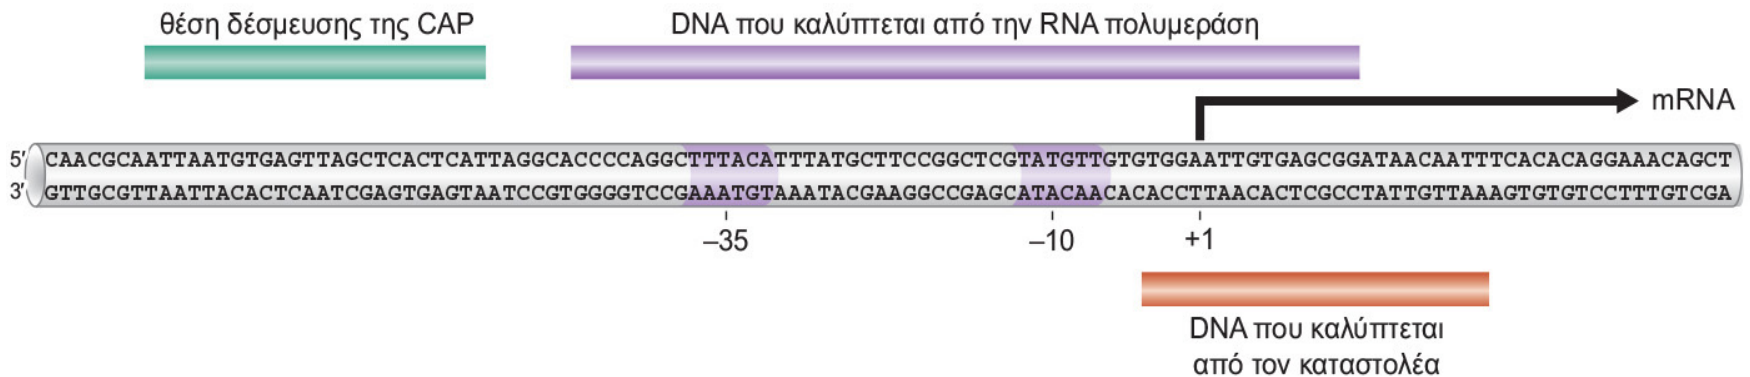 θέση δέσμευσης της CAP
DNA που καλύπτεται από την RNA πολυμεράση
mRNA
5′ CAACGCAATTAATGTGAGTTAGCTCACTCATTAGGCACCCCAGGCTTTACATTTATGCTTCCGGCTCGTATGTTGTGTGGAATTGTGAGCGGATAACAATTTCACACAGGAAACAGCT
3′ GTTGCGTTAATTACACTCAATCGAGTGAGTAATCCGTGGGGTCCGAAATGTAAATACGAAGGCCGAGCATACAACACACCTTAACACTCGCCTATTGTTAAAGTGTGTCCTTTGTCGA
–35 –10 +1
DNA που καλύπτεται
από τον καταστολέα